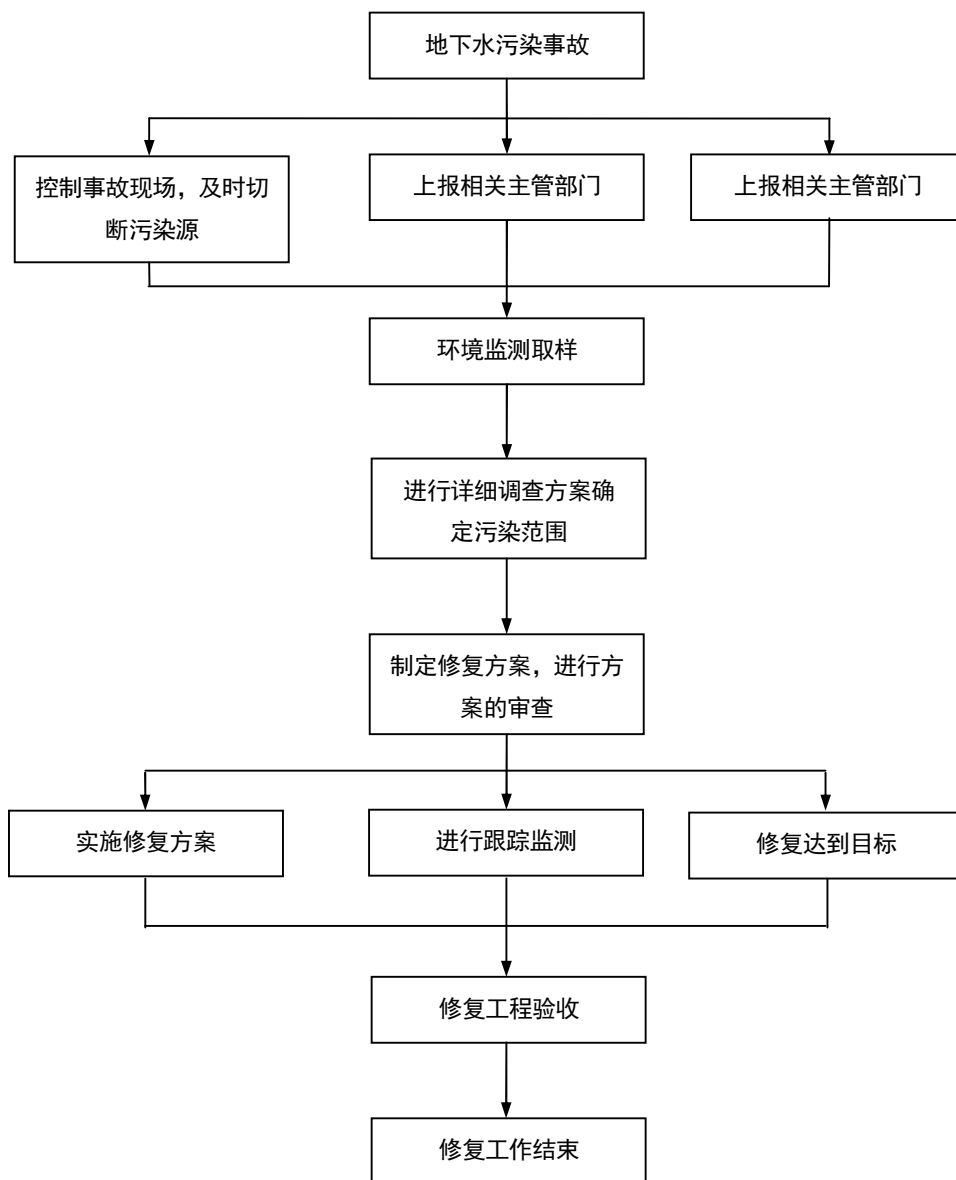 地下水污染事故
控制事故现场，及时切
断污染源
上报相关主管部门
上报相关主管部门
环境监测取样
进行详细调查方案确
定污染范围
制定修复方案，进行方
案的审查
实施修复方案
进行跟踪监测
修复达到目标
修复工程验收
修复工作结束